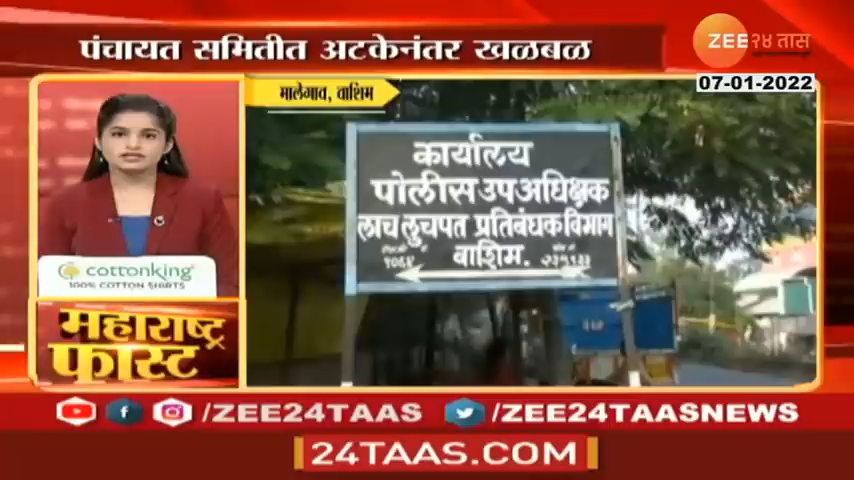 पंचायत समितीत अटकेनंतर खळबळ
ZEE २४ तास
07-01-2022
मालेगाव, वाशिम
कार्यालय
पोलीस उपअधिक्षक
लाच लुचपत प्रतिबंधक विभाग
वाशिम.
cottonking
100% COTTON SHIRTS
महाराष्ट्र
फास्ट
/ZEE24TAAS
/ZEE24TAASNEWS
24TAAS.COM